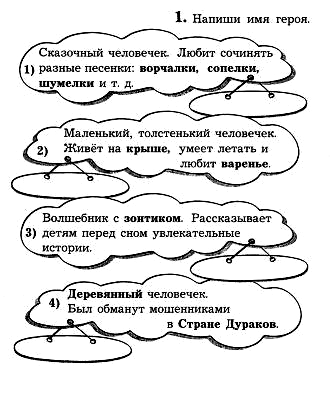 1. Напиши имя героя.
Сказочный человечек. Любит сочинять
1) разные песенки: ворчалки, сопелки,
шумелки и т. д.
Маленький, толстенький человечек.
2) Живёт на крыше, умеет летать и
любит варенье.
Волшебник с зонтиком. Рассказывает
3) детям перед сном увлекательные
истории.
4) Деревянный человечек.
Был обманут мошенниками
в Стране Дураков.